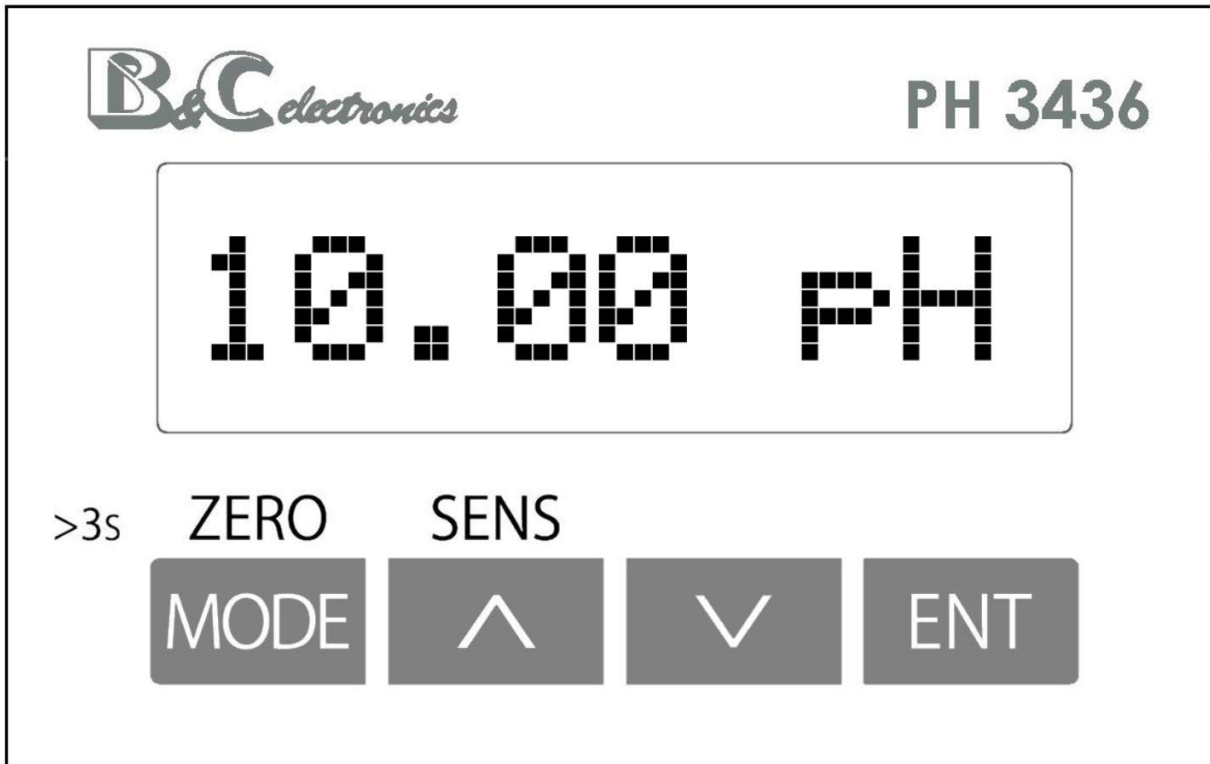 B&C electronics
PH 3436
10.00 pH
>3s ZERO SENS
MODE ENT